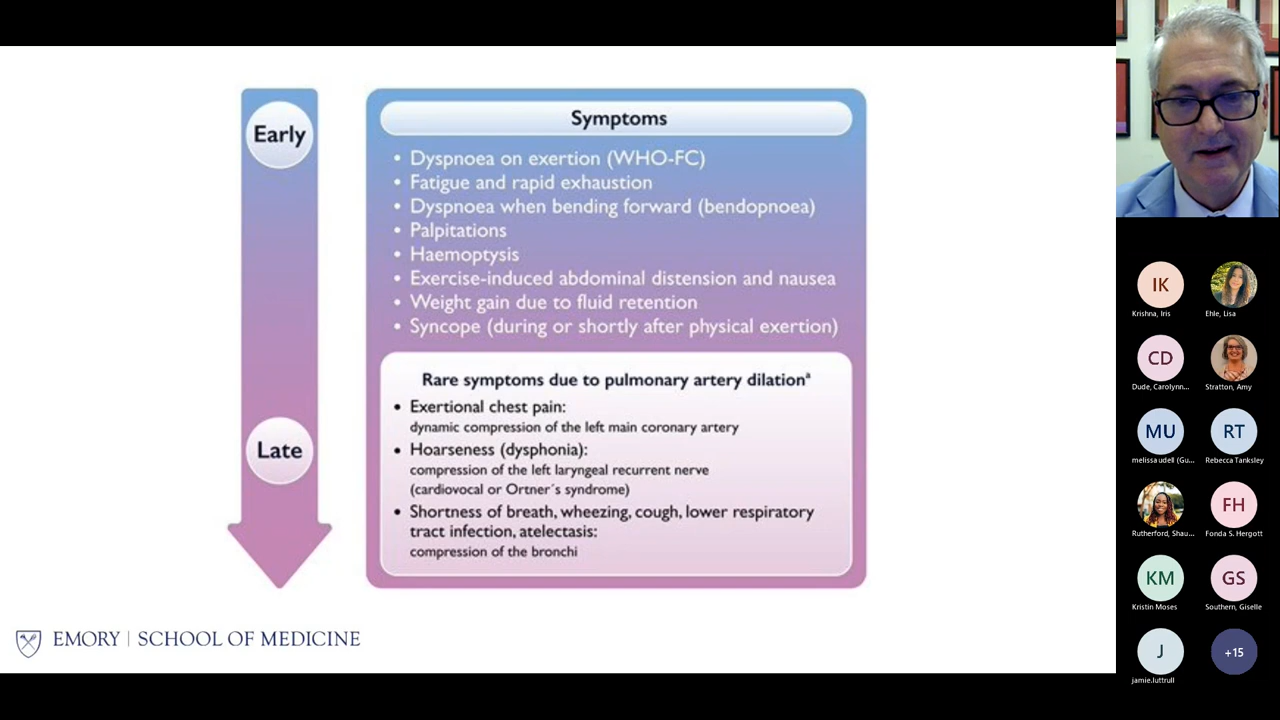 Early
Late
Symptoms
• Dyspnoea on exertion (WHO-FC)
• Fatigue and rapid exhaustion
• Dyspnoea when bending forward (bendopnoea)
• Palpitations
• Haemoptysis
• Exercise-induced abdominal distension and nausea
• Weight gain due to fluid retention
• Syncope (during or shortly after physical exertion)
Rare symptoms due to pulmonary artery dilationª
• Exertional chest pain:
dynamic compression of the left main coronary artery
• Hoarseness (dysphonia):
compression of the left laryngeal recurrent nerve
(cardiovocal or Ortner´s syndrome)
• Shortness of breath, wheezing, cough, lower respiratory
tract infection, atelectasis:
compression of the bronchi
EMORY | SCHOOL OF MEDICINE
IK
Krishna, Iris
Ehle, Lisa
CD
Dude, Carolynn...
Stratton, Amy
MU
melissa udell (Gu...
RT
Rebecca Tanksley
Rutherford, Shau...
FH
Fonda S. Hergott
KM
Kristin Moses
GS
Southern, Giselle
J
jamie.luttrull
+15